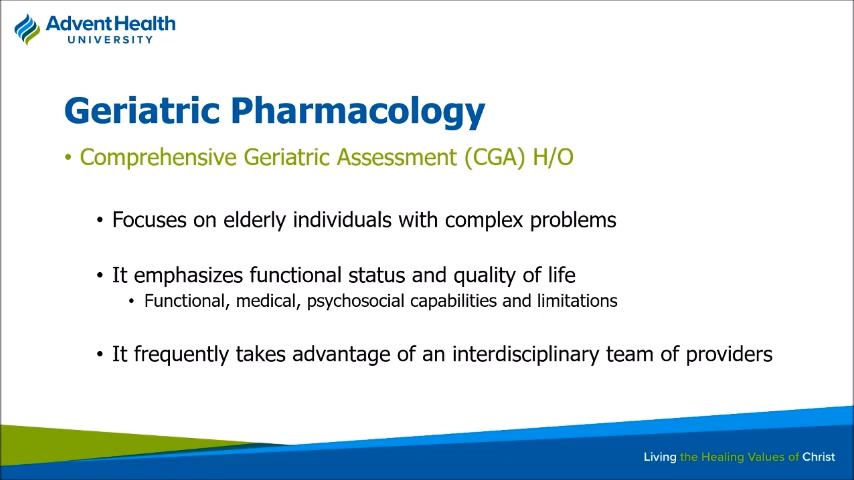 AdventHealth
UNIVERSITY
Geriatric Pharmacology
• Comprehensive Geriatric Assessment (CGA) H/O
• Focuses on elderly individuals with complex problems
• It emphasizes functional status and quality of life
• Functional, medical, psychosocial capabilities and limitations
• It frequently takes advantage of an interdisciplinary team of providers
Living the Healing Values of Christ